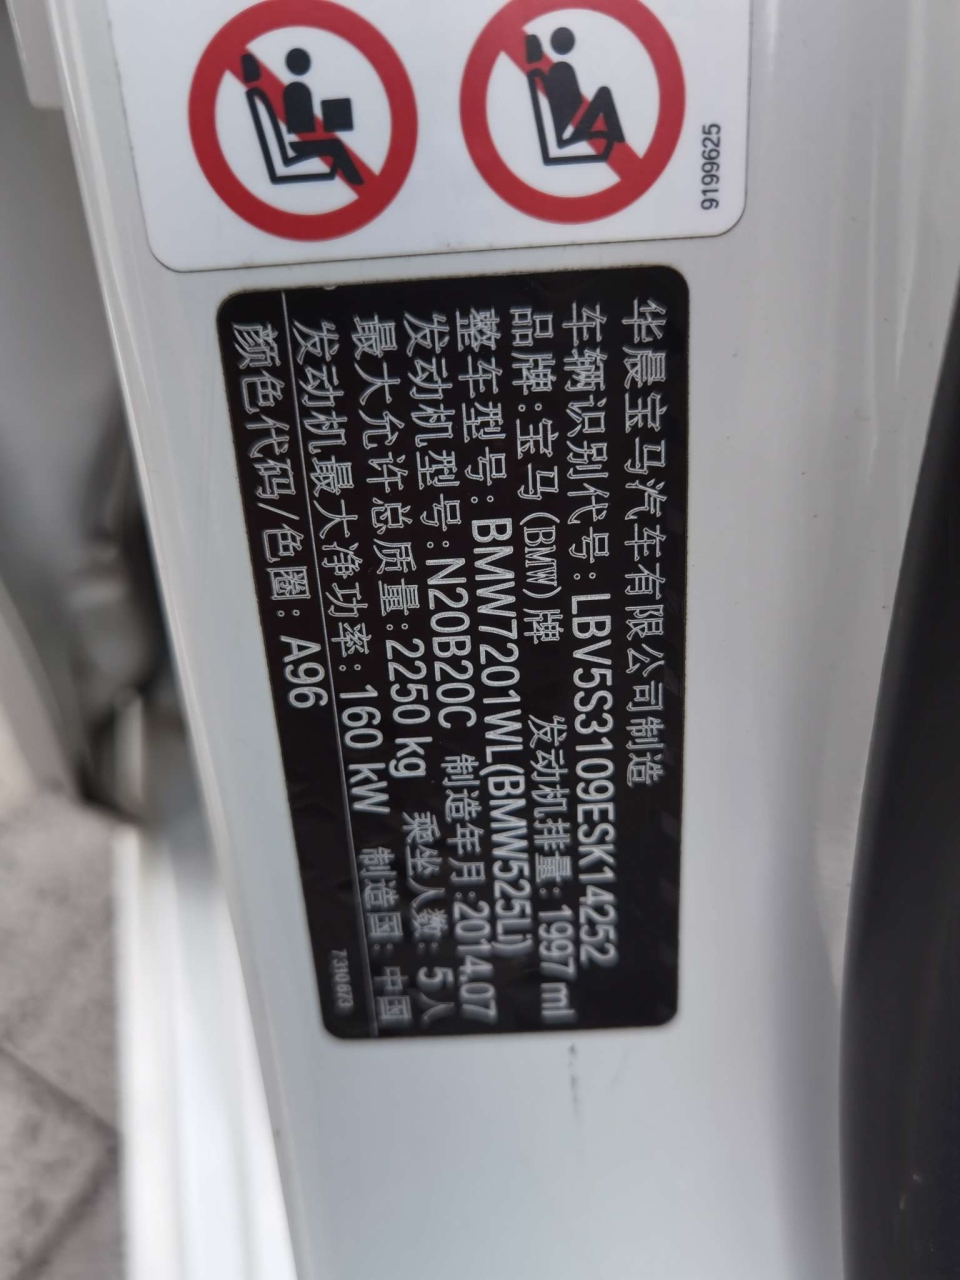 9199625
华晨宝马汽车有限公司制造
车辆识别代号:LBV5S3109ESK14252
品牌:宝马(BMW)牌 发动机排量:1997 ml
整车型号:BMW7201WL(BMW525Li)
发动机型号:N20B20C 制造年月:2014.07
最大允许总质量:2250 kg 乘坐人数: 5人
发动机最大净功率:160 kW 制造国:中国
颜色代码/色圈: A96
7310673